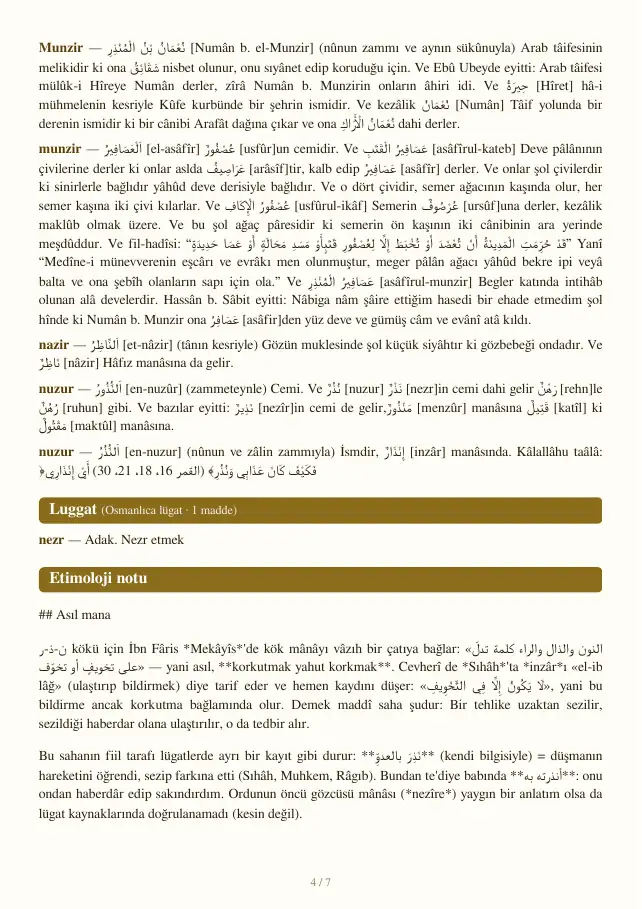 Munzir — نُعْمَانُ بْنُ الْمُنْذِرِ [Numân b. el-Munzir] (nûnun zammı ve aynın sükûnuyla) Arab tâifesinin
melikidir ki ona شَقَائِقُ nisbet olunur, onu sıyânet edip koruduğu için. Ve Ebû Ubeyde eyitti: Arab tâifesi
mülûk-i Hîreye Numân derler, zîrâ Numân b. Munzirin onların âhiri idi. Ve حِيرَةُ [Hîret] hâ-i
mühmelenin kesriyle Kûfe kurbünde bir şehrin ismidir. Ve kezâlik نُعْمَانُ [Numân] Tâif yolunda bir
derenin ismidir ki bir cânibi Arafât dağına çıkar ve ona نُعْمَانُ الْأَرَاكِ dahi derler.
munzir — اَلْعَصَافِيرُ [el-asâfîr] عُصْفُورٌ [usfûr]un cemidir. Ve عَصَافِيرُ الْقَتَبِ [asâfîrul-kateb] Deve pâlânının
çivilerine derler ki onlar aslda عَرَاصِيفُ [arâsîf]tir, kalb edip عَصَافِيرُ [asâfîr] derler. Ve onlar şol çivilerdir
ki sinirlerle bağlıdır yâhûd deve derisiyle bağlıdır. Ve o dört çividir, semer ağacının kaşında olur, her
semer kaşına iki çivi kılarlar. Ve عُصْفُورُ الْإِكَافِ [usfûrul-ikâf] Semerin عُرْصُوفٌ [ursûf]una derler, kezâlik
maklûb olmak üzere. Ve bu şol ağaç pâresidir ki semerin ön kaşının iki cânibinin ara yerinde
meşdûddur. Ve fil-hadîsi: “قَدْ حُرِّمَتِ الْمَدِينَةُ أَنْ تُعْضَدَ أَوْ تُخْبَطَ إِلَّا لِعُصْفُورِ قَتَبٍأَوْ مَسَدِ مَحَالَةٍ أَوْ عَصَا حَدِيدَةٍ” Yanî
“Medîne-i münevverenin eşcârı ve evrâkı men olunmuştur, meger pâlân ağacı yâhûd bekre ipi veyâ
balta ve ona şebîh olanların sapı için ola.” Ve عَصَافِيرُ الْمُنْذِرِ [asâfîrul-munzir] Begler katında intihâb
olunan alâ develerdir. Hassân b. Sâbit eyitti: Nâbiga nâm şâire ettiğim hasedi bir ehade etmedim şol
hînde ki Numân b. Munzir ona عَصَافِرُ [asâfir]den yüz deve ve gümüş câm ve evânî atâ kıldı.
nazir — اَلنَّاظِرُ [et-nâzir] (tânın kesriyle) Gözün muklesinde şol küçük siyâhtır ki gözbebeği ondadır. Ve
نَاظِرٌ [nâzir] Hâfız manâsına da gelir.
nuzur — اَلنُّذُورُ [en-nuzûr] (zammeteynle) Cemi. Ve نُذُرٌ [nuzur] نَذْرٌ [nezr]in cemi dahi gelir رَهْنٌ [rehn]le
رُهُنٌ [ruhun] gibi. Ve bazılar eyitti: نَذِيرٌ [nezîr]in cemi de gelir,مَنْذُورٌ [menzûr] manâsına قَتِيلٌ [katîl] ki
مَقْتُولٌ [maktûl] manâsına.
nuzur — اَلنُّذُرُ [en-nuzur] (nûnun ve zâlin zammıyla) İsmdir, إِنْذَارٌ [inzâr] manâsında. Kâlallâhu taâlâ:
﴿فَكَيْفَ كَانَ عَذَابِي وَنُذُرِ﴾ (القمر 16، 18، 21، 30) أَيْ إِنْذَارِي
Luggat (Osmanlıca lügat · 1 madde)
nezr — Adak. Nezr etmek
Etimoloji notu
## Asıl mana
ن-ذ-ر kökü için İbn Fâris *Mekâyîs*'de kök mânâyı vâzıh bir çatıya bağlar: «النون والذال والراء كلمة تدلّ
على تخويفٍ أو تخوّف» — yani asıl, **korkutmak yahut korkmak**. Cevherî de *Sıhâh*'ta *inzâr*ı «el-ib
lâğ» (ulaştırıp bildirmek) diye tarif eder ve hemen kaydını düşer: «لَا يَكُونُ إِلَّا فِى التَّخْوِيفِ», yani bu
bildirme ancak korkutma bağlamında olur. Demek maddî saha şudur: Bir tehlike uzaktan sezilir,
sezildiği haberdar olana ulaştırılır, o da tedbir alır.
Bu sahanın fiil tarafı lügatlerde ayrı bir kayıt gibi durur: **نَذِرَ بالعدوّ** (kendi bilgisiyle) = düşmanın
hareketini öğrendi, sezip farkına etti (Sıhâh, Muhkem, Râgıb). Bundan te'diye babında **أنذرته به**: onu
ondan haberdâr edip sakındırdım. Ordunun öncü gözcüsü mânâsı (*nezîre*) yaygın bir anlatım olsa da
lügat kaynaklarında doğrulanamadı (kesin değil).
4 / 7